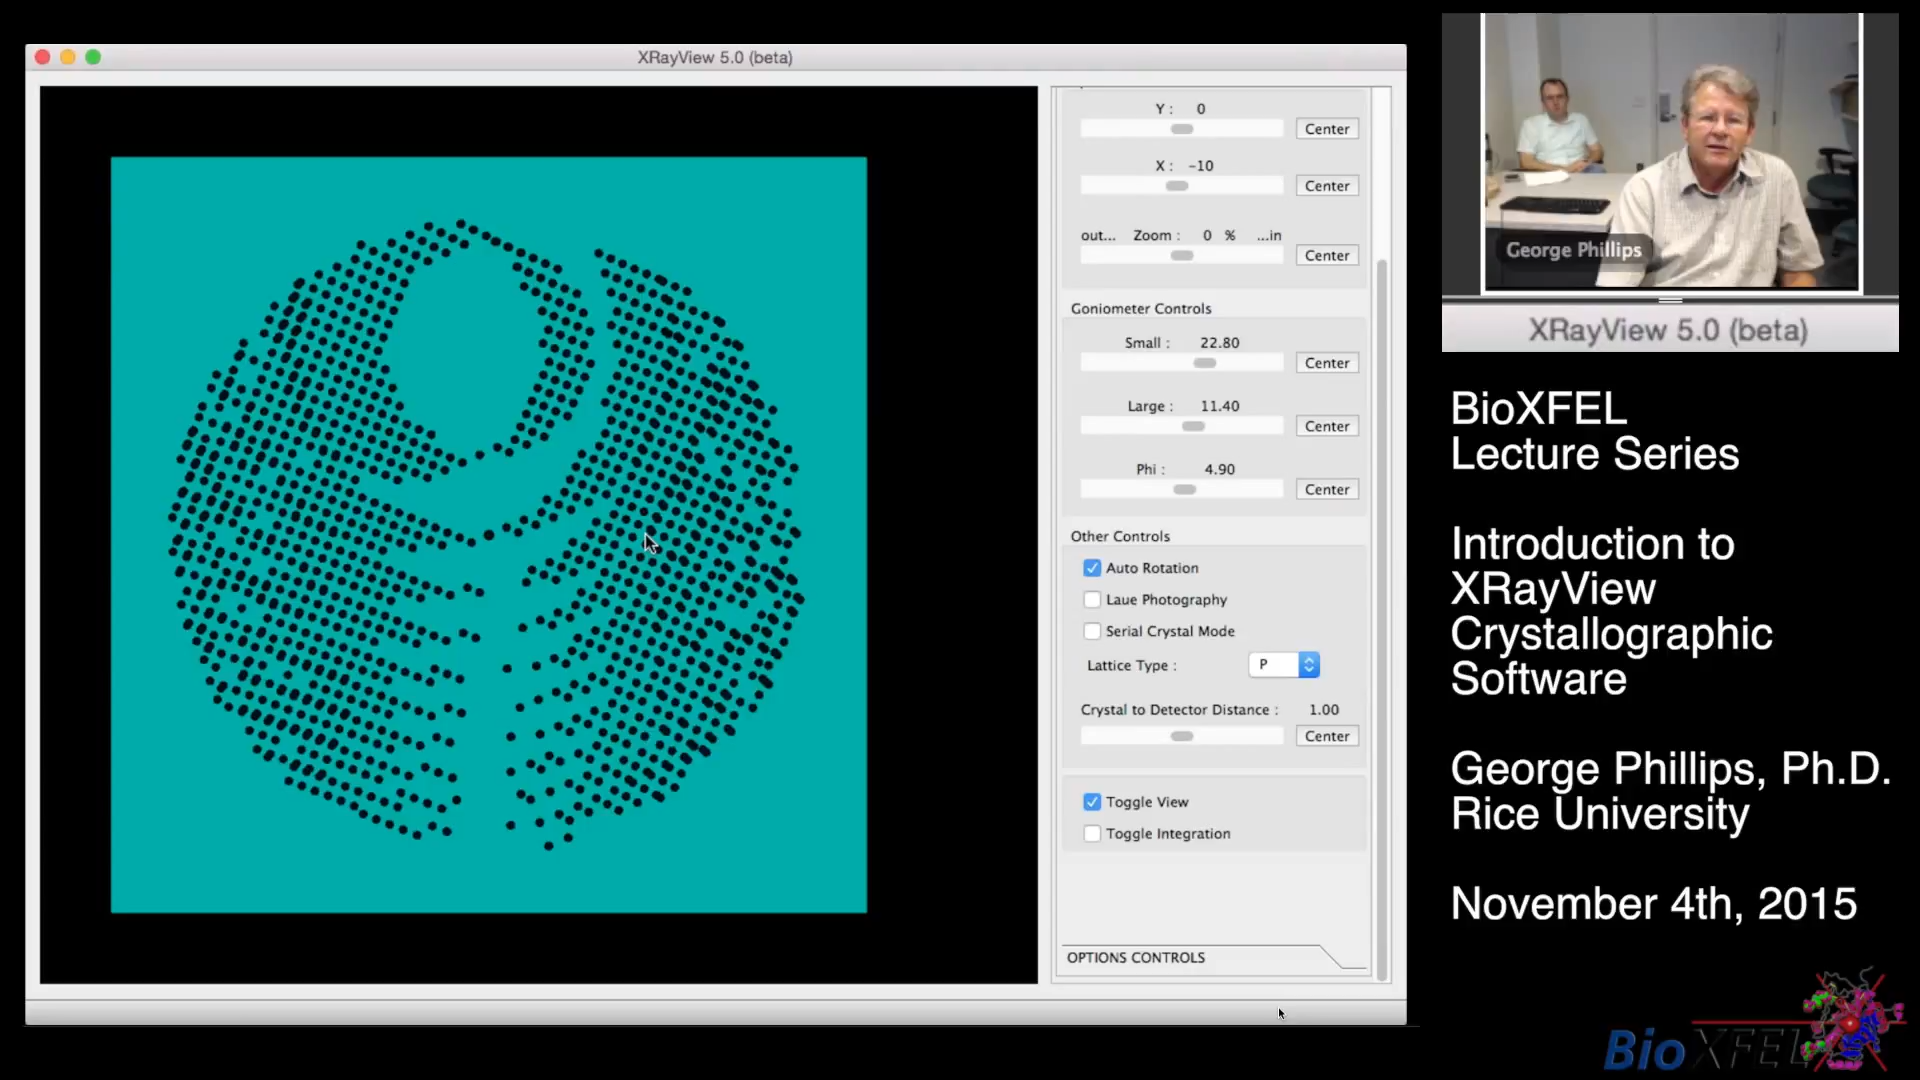 XRayView 5.0 (beta)
Y : 0
Center
X : -10
Center
out... Zoom : 0 % ...in
Center
Goniometer Controls
Small : 22.80
Center
Large : 11.40
Center
Phi : 4.90
Center
Other Controls
Auto Rotation
Laue Photography
Serial Crystal Mode
Lattice Type : P
Crystal to Detector Distance : 1.00
Center
Toggle View
Toggle Integration
OPTIONS CONTROLS
George Phillips
XRayView 5.0 (beta)
BioXFEL
Lecture Series
Introduction to
XRayView
Crystallographic
Software
George Phillips, Ph.D.
Rice University
November 4th, 2015
BioXFEL